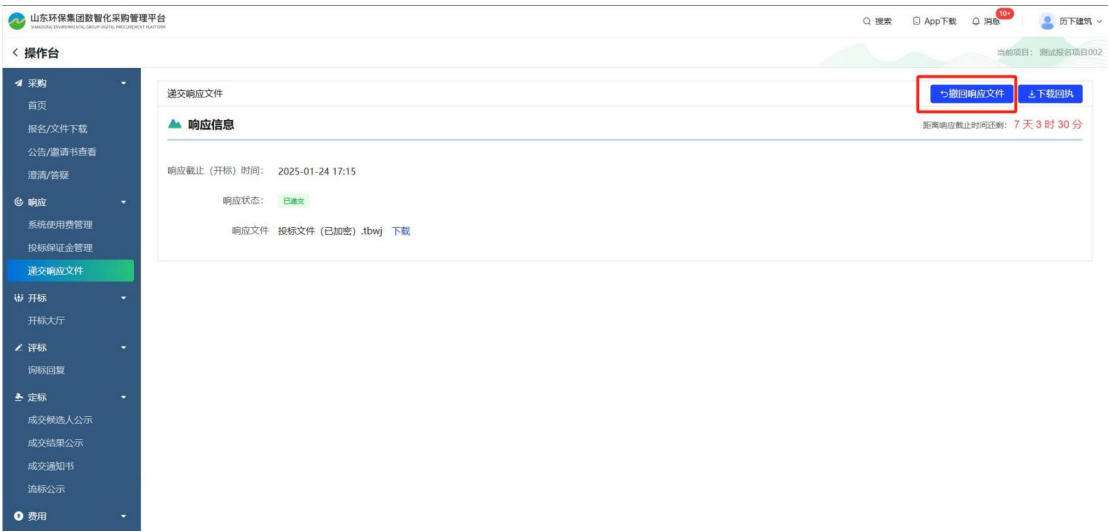 山东环保集团数智化采购管理平台
SHANDONG ENVIRONMENTAL GROUP DIGITAL PROCUREMENT PLATFORM
搜索 App下载 消息 10+ 历下建筑
操作台 当前项目: 测试报名项目002
采购
首页
报名/文件下载
公告/邀请书查看
澄清/答疑
响应
系统使用费管理
投标保证金管理
递交响应文件
开标
开标大厅
评标
询标回复
定标
成交候选人公示
成交结果公示
成交通知书
流标公示
费用
递交响应文件 撤回响应文件 下载回执
响应信息 距离响应截止时间还剩: 7 天 3 时 30 分
响应截止（开标）时间: 2025-01-24 17:15
响应状态: 已递交
响应文件 投标文件（已加密）.tbwj 下载